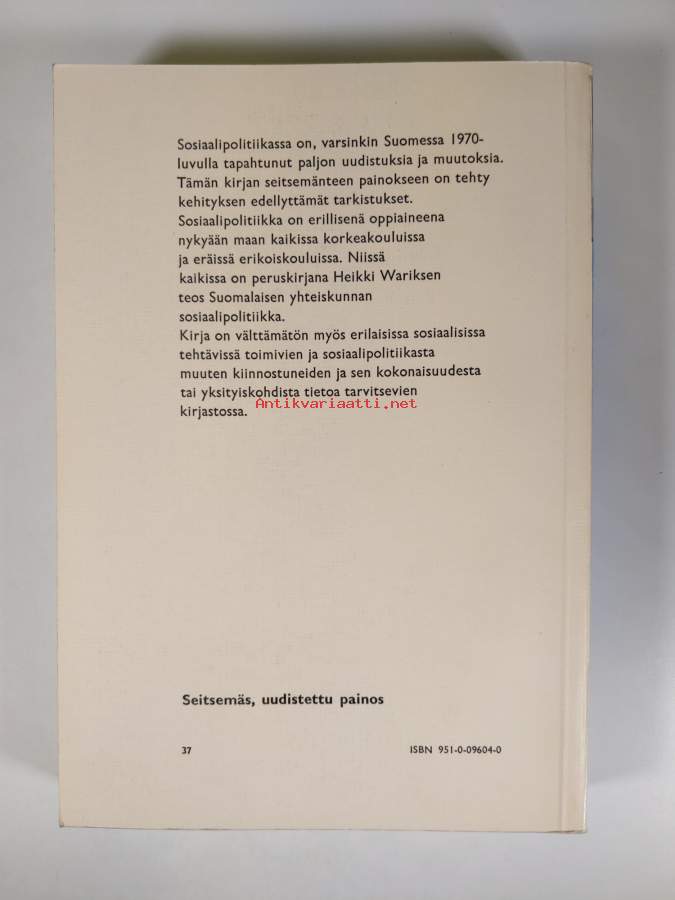 Sosiaalipolitiikassa on, varsinkin Suomessa 1970-
luvulla tapahtunut paljon uudistuksia ja muutoksia.
Tämän kirjan seitsemänteen painokseen on tehty
kehityksen edellyttämät tarkistukset.
Sosiaalipolitiikka on erillisenä oppiaineena
nykyään maan kaikissa korkeakouluissa
ja eräissä erikoiskouluissa. Niissä
kaikissa on peruskirjana Heikki Wariksen
teos Suomalaisen yhteiskunnan
sosiaalipolitiikka.
Kirja on välttämätön myös erilaisissa sosiaalisissa
tehtävissä toimivien ja sosiaalipolitiikasta
muuten kiinnostuneiden ja sen kokonaisuudesta
tai yksityiskohdista tietoa tarvitsevien
kirjastossa.
Antikvariaatti.net
Seitsemäs, uudistettu painos
37 ISBN 951-0-09604-0